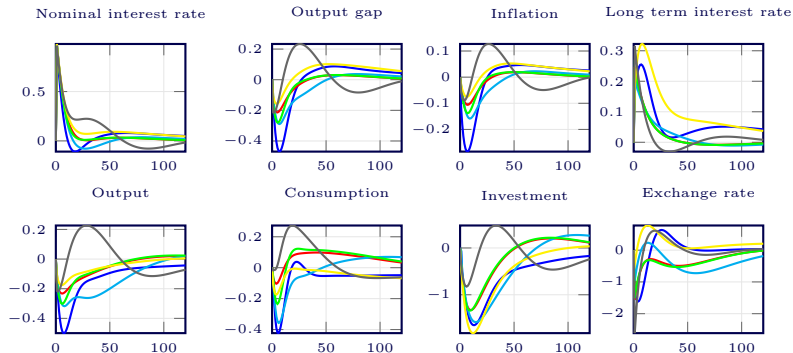 Nominal interest rate
Output gap
Inflation
Long term interest rate
0.5
0
0 50 100
0.2
0
−0.2
−0.4
0 50 100
0.1
0
−0.1
−0.2
0 50 100
0.3
0.2
0.1
0
0 50 100
Output
Consumption
Investment
Exchange rate
0.2
0
−0.2
−0.4
0 50 100
0.2
0
−0.2
−0.4
0 50 100
0
−1
0 50 100
0
−1
−2
0 50 100